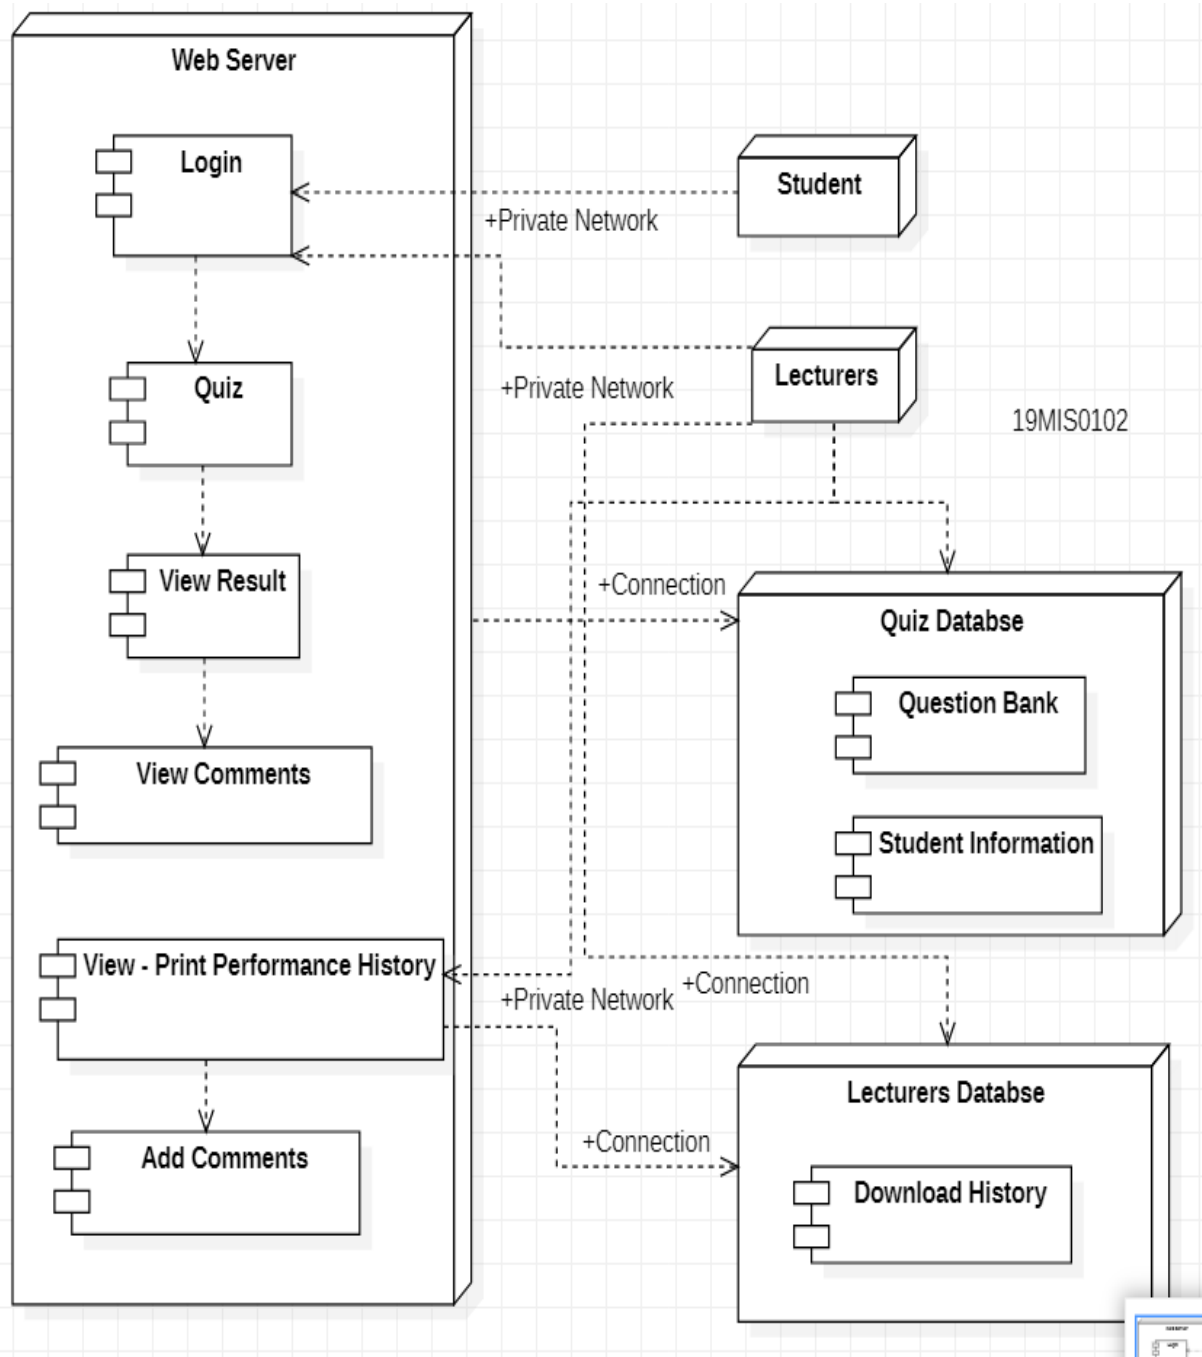 Web Server
Login
Student
+Private Network
Lecturers
+Private Network
Quiz
19MIS0102
View Result
+Connection
Quiz Databse
Question Bank
View Comments
Student Information
View - Print Performance History
+Connection
+Private Network
Lecturers Databse
+Connection
Add Comments
Download History